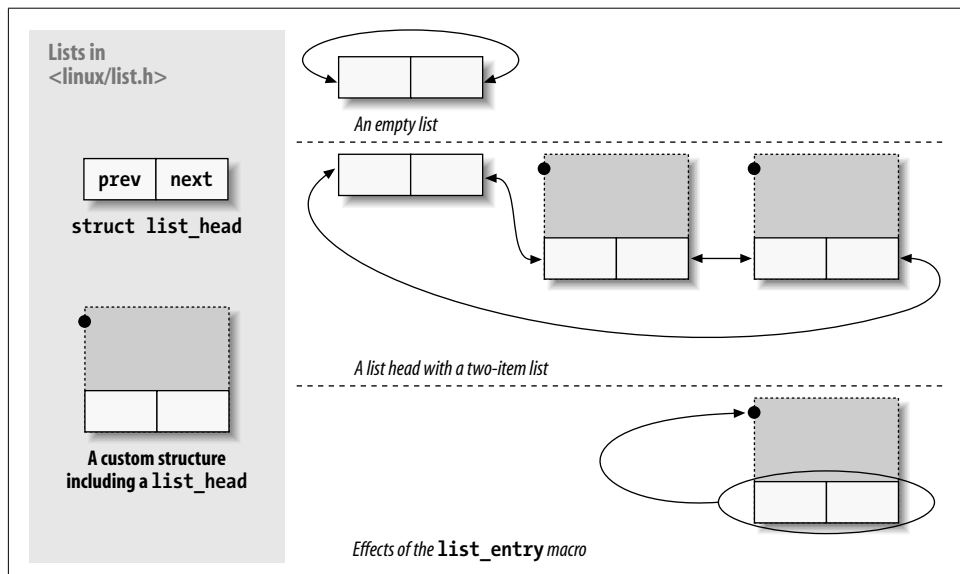 Lists in
<linux/list.h>
prev next
struct list_head
A custom structure
including a list_head
An empty list
A list head with a two-item list
Effects of the list_entry macro